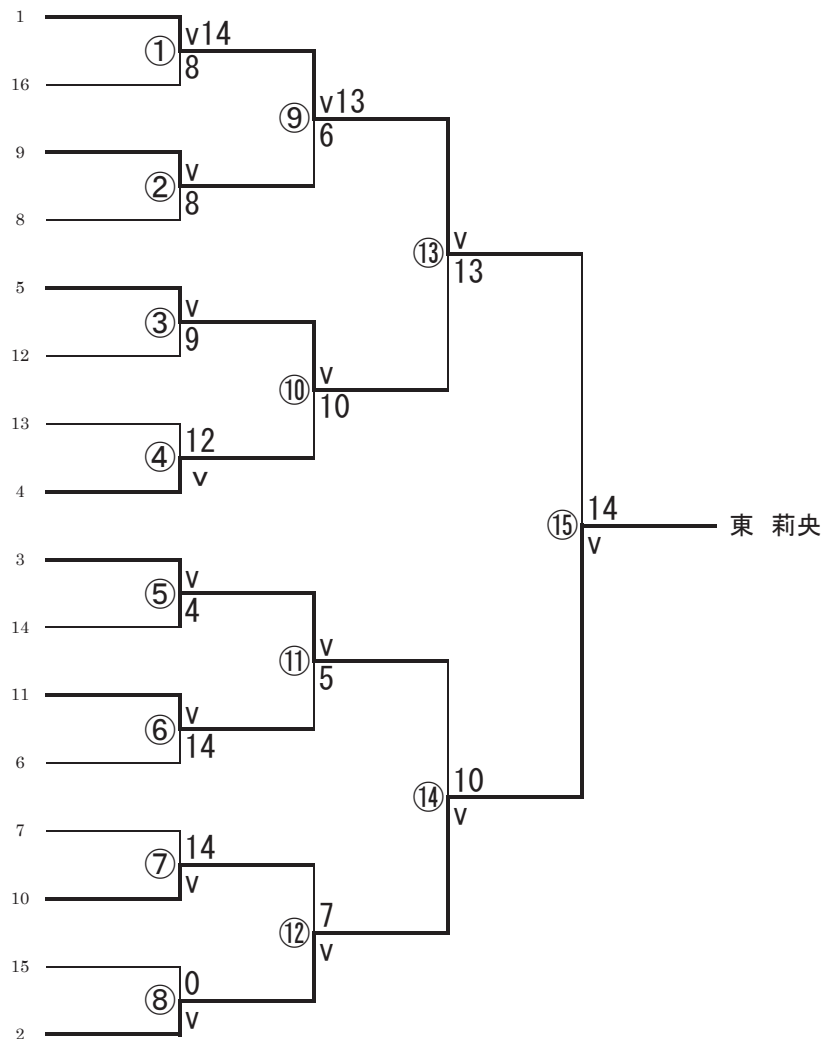 1
① v14
8
16
⑨ v13
6
9
② v
8
8
⑬ v
13
5
③ v
9
12
⑩ v
10
13
④ 12
v
4
⑮ 14
v
東 莉央
3
⑤ v
4
14
⑪ v
5
11
⑥ v
14
6
⑭ 10
v
7
⑦ 14
v
10
⑫ 7
v
15
⑧ 0
v
2